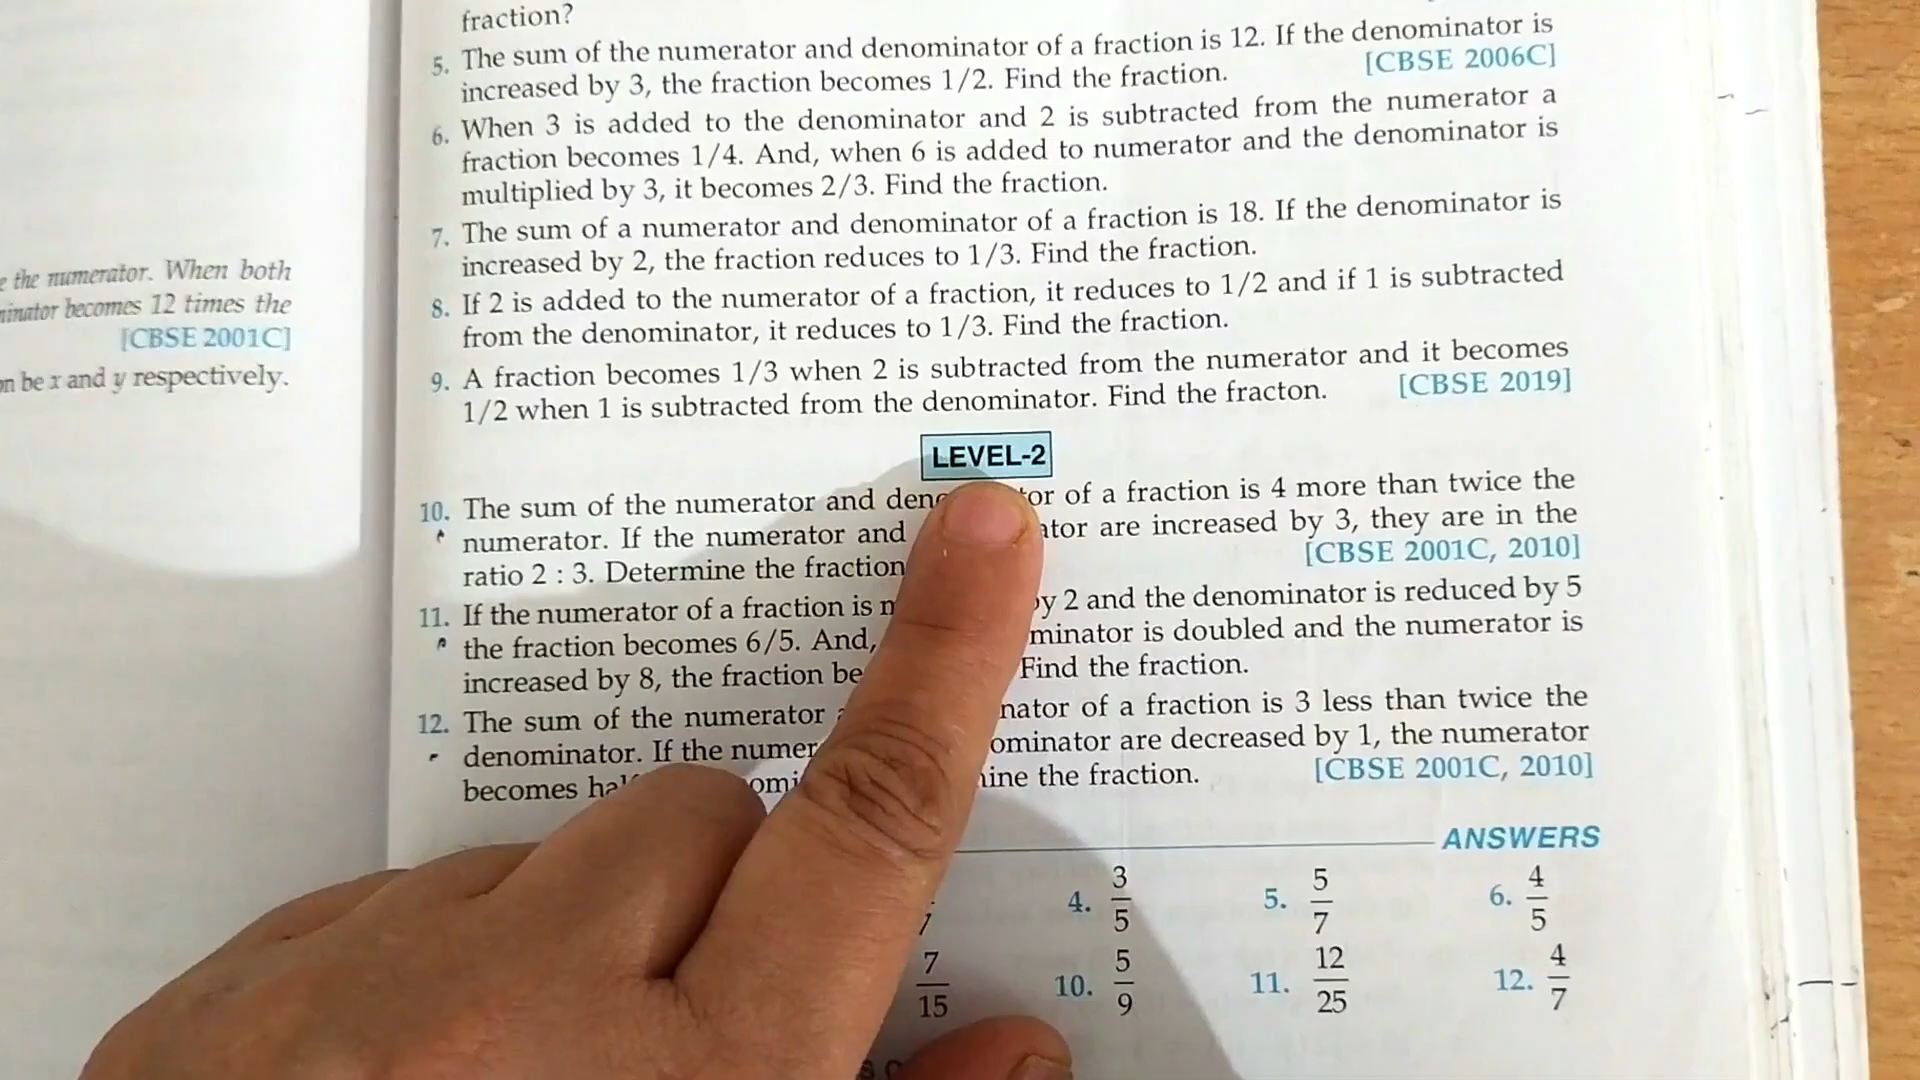 e the numerator. When both
ninator becomes 12 times the
[CBSE 2001C]
on be x and y respectively.
fraction?
5. The sum of the numerator and denominator of a fraction is 12. If the denominator is
increased by 3, the fraction becomes 1/2. Find the fraction. [CBSE 2006C]
6. When 3 is added to the denominator and 2 is subtracted from the numerator a
fraction becomes 1/4. And, when 6 is added to numerator and the denominator is
multiplied by 3, it becomes 2/3. Find the fraction.
7. The sum of a numerator and denominator of a fraction is 18. If the denominator is
increased by 2, the fraction reduces to 1/3. Find the fraction.
8. If 2 is added to the numerator of a fraction, it reduces to 1/2 and if 1 is subtracted
from the denominator, it reduces to 1/3. Find the fraction.
9. A fraction becomes 1/3 when 2 is subtracted from the numerator and it becomes
1/2 when 1 is subtracted from the denominator. Find the fracton. [CBSE 2019]
LEVEL-2
10. The sum of the numerator and deno tor of a fraction is 4 more than twice the
numerator. If the numerator and ator are increased by 3, they are in the
ratio 2 : 3. Determine the fraction [CBSE 2001C, 2010]
11. If the numerator of a fraction is m y 2 and the denominator is reduced by 5
the fraction becomes 6/5. And, minator is doubled and the numerator is
increased by 8, the fraction be Find the fraction.
12. The sum of the numerator nator of a fraction is 3 less than twice the
denominator. If the numer ominator are decreased by 1, the numerator
becomes hal omi ine the fraction. [CBSE 2001C, 2010]
ANSWERS
7 4. 3/5 5. 5/7 6. 4/5
7/15 10. 5/9 11. 12/25 12. 4/7